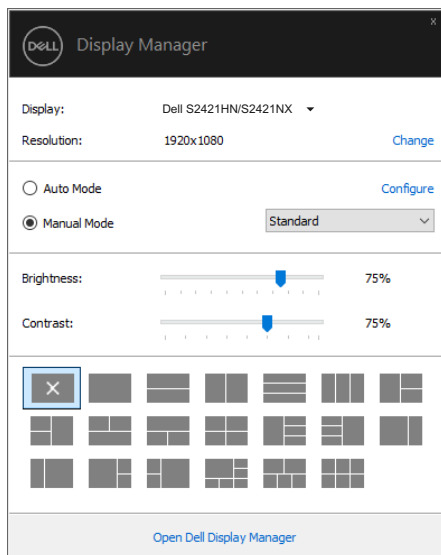 x
DELL Display Manager
Display: Dell S2421HN/S2421NX
Resolution: 1920x1080 Change
Auto Mode Configure
Manual Mode Standard
Brightness: 75%
Contrast: 75%
Open Dell Display Manager